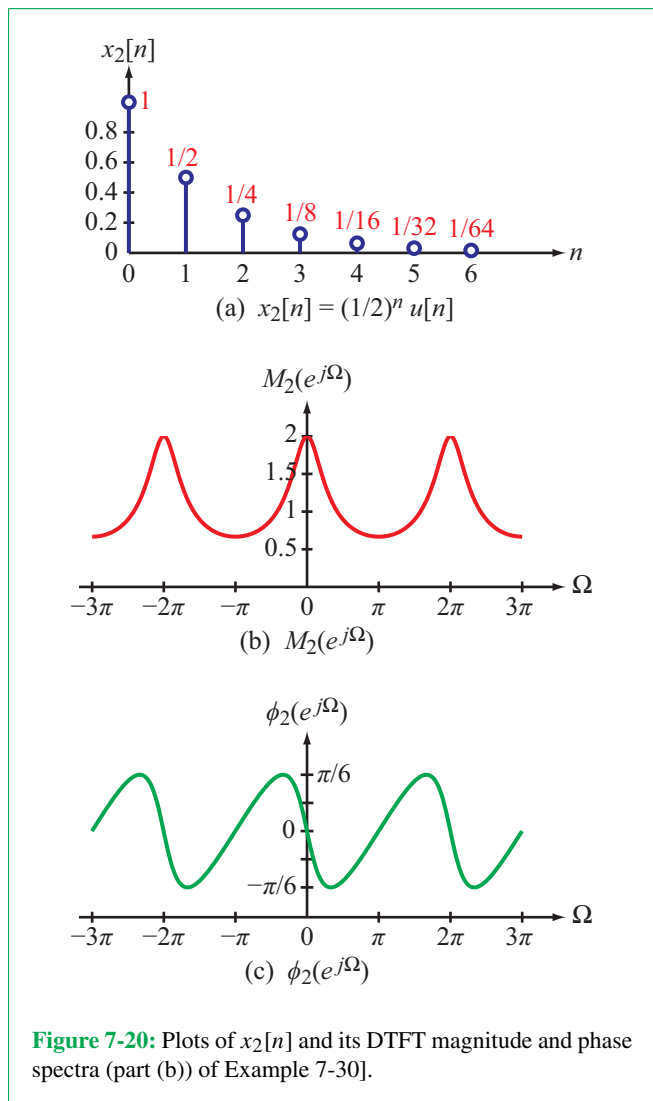 x₂[n]
1
0.8
0.6
0.4
0.2
0
1/2
1/4
1/8
1/16
1/32
1/64
n
0 1 2 3 4 5 6
(a) x₂[n] = (1/2)ⁿ u[n]
M₂(e^{jΩ})
2
1.5
1
0.5
Ω
−3π −2π −π 0 π 2π 3π
(b) M₂(e^{jΩ})
ϕ₂(e^{jΩ})
π/6
0
−π/6
Ω
−3π −2π −π 0 π 2π 3π
(c) ϕ₂(e^{jΩ})
Figure 7-20: Plots of x₂[n] and its DTFT magnitude and phase
spectra (part (b)) of Example 7-30].